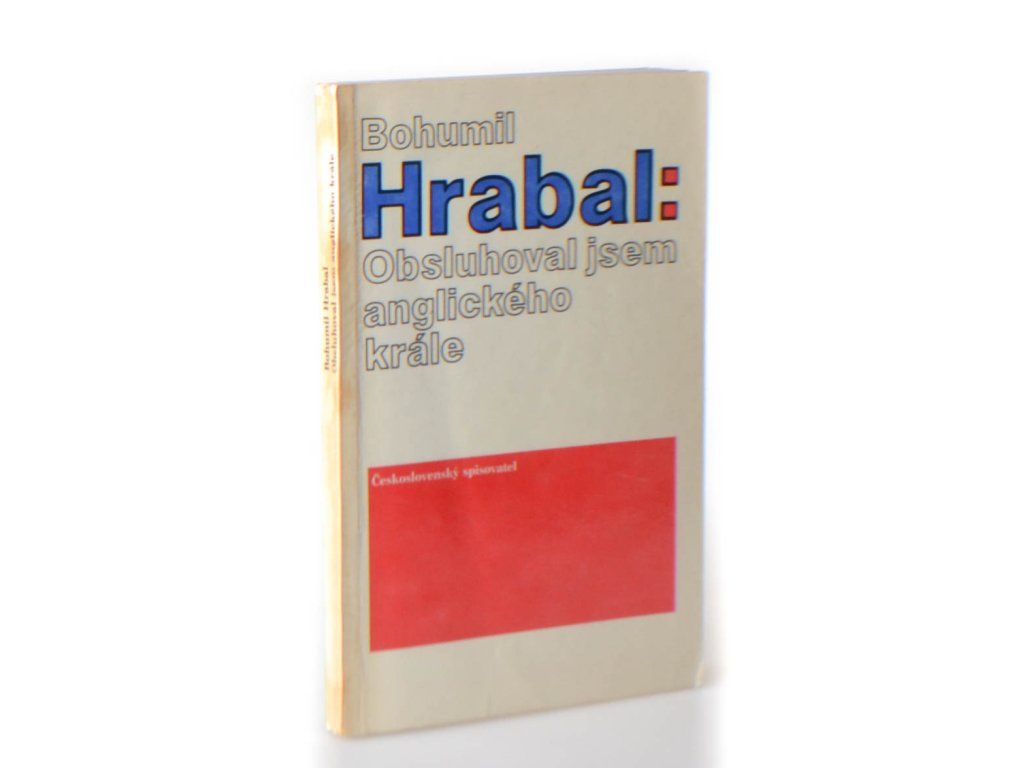 Bohumil
Hrabal:
Obsluhoval jsem
anglického
krále
Československý spisovatel
Bohumil Hrabal
Obsluhoval jsem anglického krále